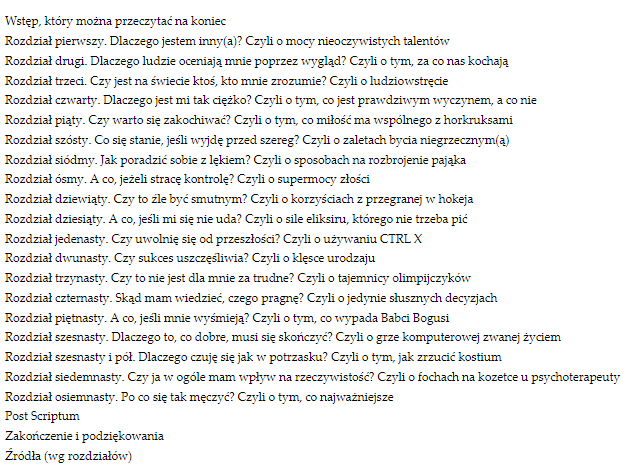 Wstęp, który można przeczytać na koniec
Rozdział pierwszy. Dlaczego jestem inny(a)? Czyli o mocy nieoczywistych talentów
Rozdział drugi. Dlaczego ludzie oceniają mnie poprzez wygląd? Czyli o tym, za co nas kochają
Rozdział trzeci. Czy jest na świecie ktoś, kto mnie zrozumie? Czyli o ludziowstręcie
Rozdział czwarty. Dlaczego jest mi tak ciężko? Czyli o tym, co jest prawdziwym wyczynem, a co nie
Rozdział piąty. Czy warto się zakochiwać? Czyli o tym, co miłość ma wspólnego z horkruksami
Rozdział szósty. Co się stanie, jeśli wyjdę przed szereg? Czyli o zaletach bycia niegrzecznym(ą)
Rozdział siódmy. Jak poradzić sobie z lękiem? Czyli o sposobach na rozbrojenie pająka
Rozdział ósmy. A co, jeżeli stracę kontrolę? Czyli o supermocy złości
Rozdział dziewiąty. Czy to źle być smutnym? Czyli o korzyściach z przegranej w hokeja
Rozdział dziesiąty. A co, jeśli mi się nie uda? Czyli o sile eliksiru, którego nie trzeba pić
Rozdział jedenasty. Czy uwolnię się od przeszłości? Czyli o używaniu CTRL X
Rozdział dwunasty. Czy sukces uszczęśliwia? Czyli o klęsce urodzaju
Rozdział trzynasty. Czy to nie jest dla mnie za trudne? Czyli o tajemnicy olimpijczyków
Rozdział czternasty. Skąd mam wiedzieć, czego pragnę? Czyli o jedynie słusznych decyzjach
Rozdział piętnasty. A co, jeśli mnie wyśmieją? Czyli o tym, co wypada Babci Bogusi
Rozdział szesnasty. Dlaczego to, co dobre, musi się skończyć? Czyli o grze komputerowej zwanej życiem
Rozdział szesnasty i pół. Dlaczego czuję się jak w potrzasku? Czyli o tym, jak zrzucić kostium
Rozdział siedemnasty. Czy ja w ogóle mam wpływ na rzeczywistość? Czyli o fochach na kozetce u psychoterapeuty
Rozdział osiemnasty. Po co się tak męczyć? Czyli o tym, co najważniejsze
Post Scriptum
Zakończenie i podziękowania
Źródła (wg rozdziałów)